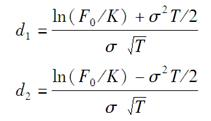 d₁ = ln(F₀/K) + σ²T/2 / σ √T
d₂ = ln(F₀/K) − σ²T/2 / σ √T